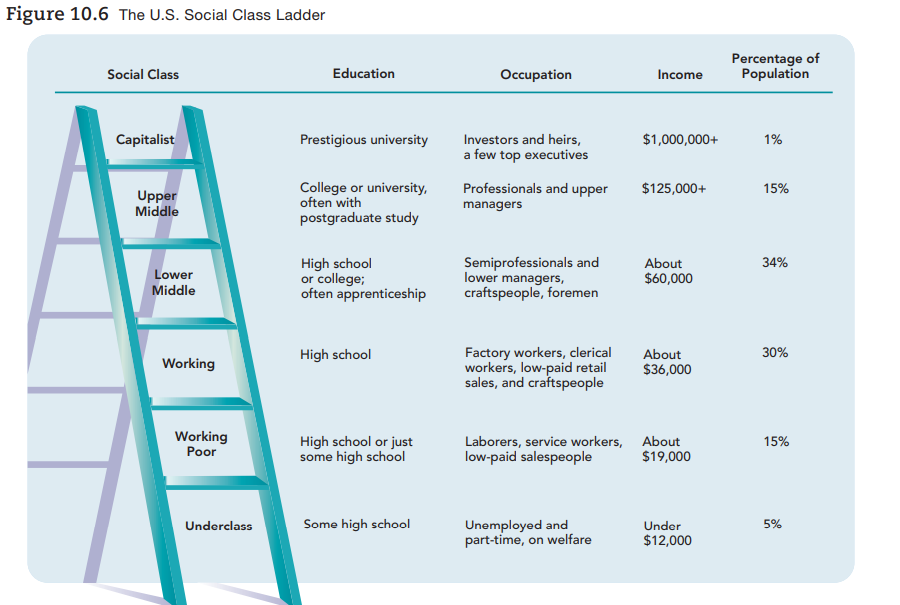 Figure 10.6 The U.S. Social Class Ladder
Social Class Education Occupation Income Percentage of
Population
Capitalist Prestigious university Investors and heirs, $1,000,000+ 1%
a few top executives
Upper College or university, Professionals and upper $125,000+ 15%
Middle often with managers
postgraduate study
Lower High school Semiprofessionals and About 34%
Middle or college; lower managers, $60,000
often apprenticeship craftspeople, foremen
Working High school Factory workers, clerical About 30%
workers, low-paid retail $36,000
sales, and craftspeople
Working High school or just Laborers, service workers, About 15%
Poor some high school low-paid salespeople $19,000
Underclass Some high school Unemployed and Under 5%
part-time, on welfare $12,000